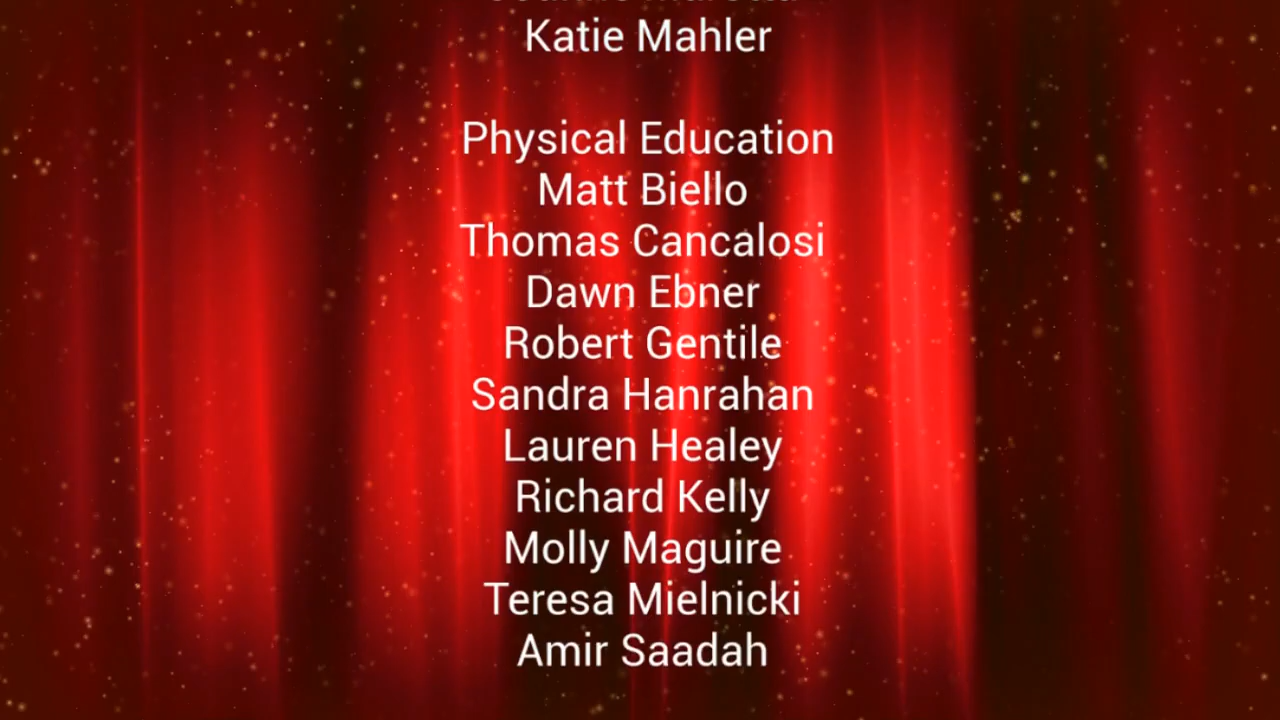 Katie Mahler
Physical Education
Matt Biello
Thomas Cancalosi
Dawn Ebner
Robert Gentile
Sandra Hanrahan
Lauren Healey
Richard Kelly
Molly Maguire
Teresa Mielnicki
Amir Saadah